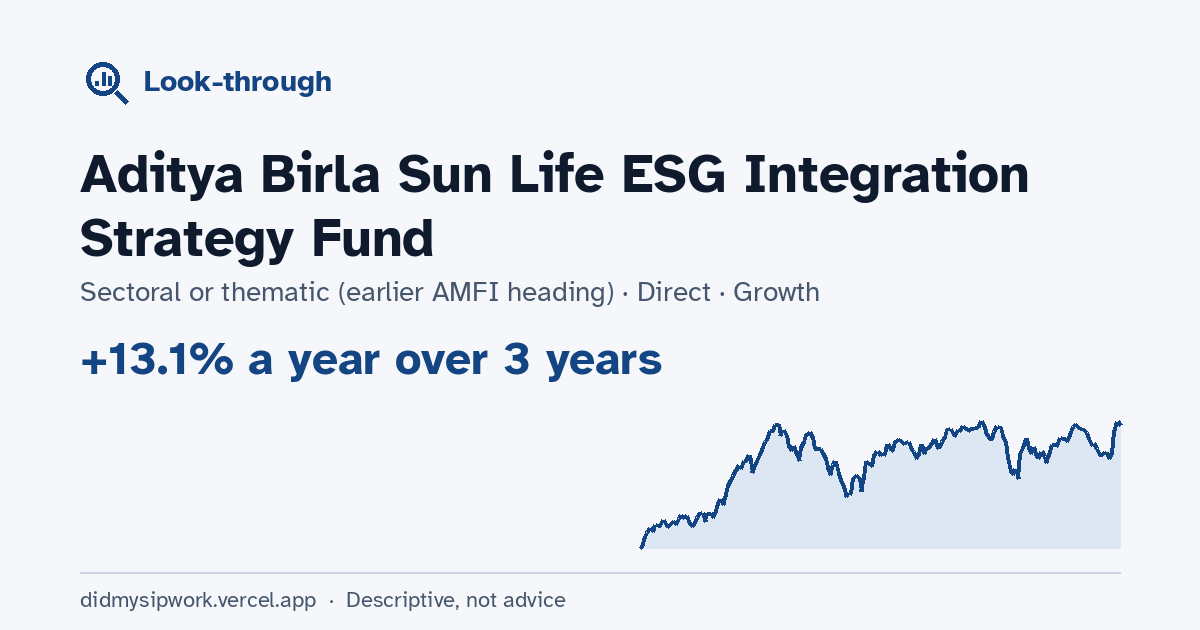 Look-through
Aditya Birla Sun Life ESG Integration
Strategy Fund
Sectoral or thematic (earlier AMFI heading) · Direct · Growth
+13.1% a year over 3 years
didmysipwork.vercel.app · Descriptive, not advice